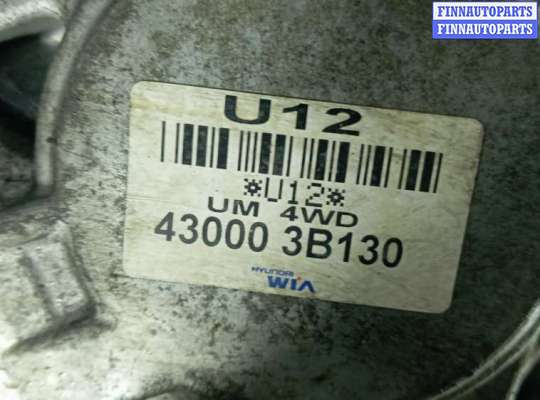 FINNAUTOPARTS
FINNAUTOPARTS
U12
*U12*
UM 4WD
43000 3B130
HYUNDAI
WIA